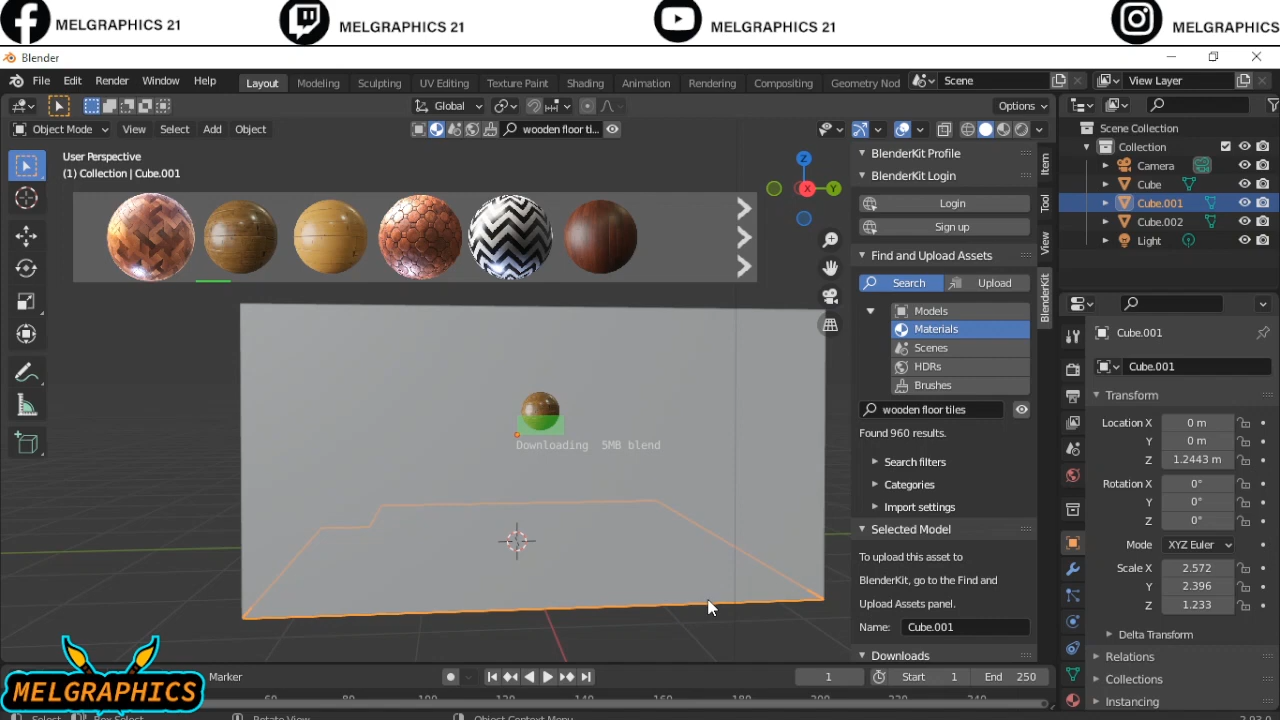 MELGRAPHICS 21
MELGRAPHICS 21
MELGRAPHICS 21
MELGRAPHICS
Blender
File Edit Render Window Help
Layout Modeling Sculpting UV Editing Texture Paint Shading Animation Rendering Compositing Geometry Nod
Scene
View Layer
Global
Options
Object Mode View Select Add Object
wooden floor ti...
User Perspective
(1) Collection | Cube.001
Z
Y
X
Downloading 5MB blend
BlenderKit Profile
BlenderKit Login
Login
Sign up
Find and Upload Assets
Search Upload
Models
Materials
Scenes
HDRs
Brushes
wooden floor tiles
Found 960 results.
Search filters
Categories
Import settings
Selected Model
To upload this asset to
BlenderKit, go to the Find and
Upload Assets panel.
Name: Cube.001
Downloads
Item
Tool
View
BlenderKit
Scene Collection
Collection
Camera
Cube
Cube.001
Cube.002
Light
Cube.001
Cube.001
Transform
Location X 0 m
Y 0 m
Z 1.2443 m
Rotation X 0°
Y 0°
Z 0°
Mode XYZ Euler
Scale X 2.572
Y 2.396
Z 1.233
Delta Transform
Relations
Collections
Instancing
Marker
1
Start 1
End 250
MELGRAPHICS